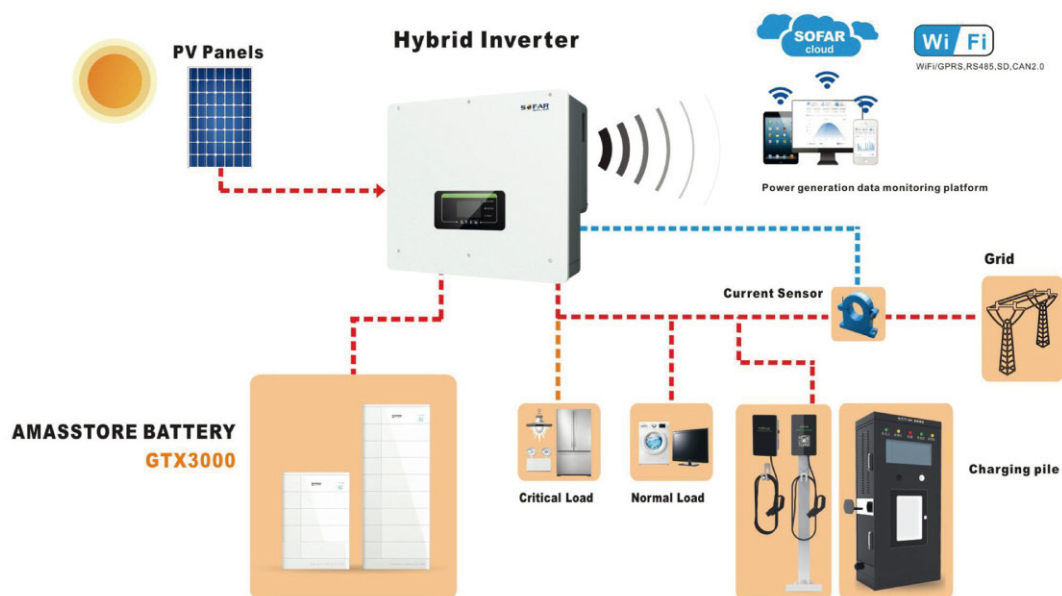 PV Panels
Hybrid Inverter
SOFAR
cloud
Wi Fi
WiFi/GPRS,RS485,SD,CAN2.0
SOFAR
Power generation data monitoring platform
Grid
Current Sensor
AMASSTORE BATTERY
GTX3000
Critical Load
Normal Load
Charging pile